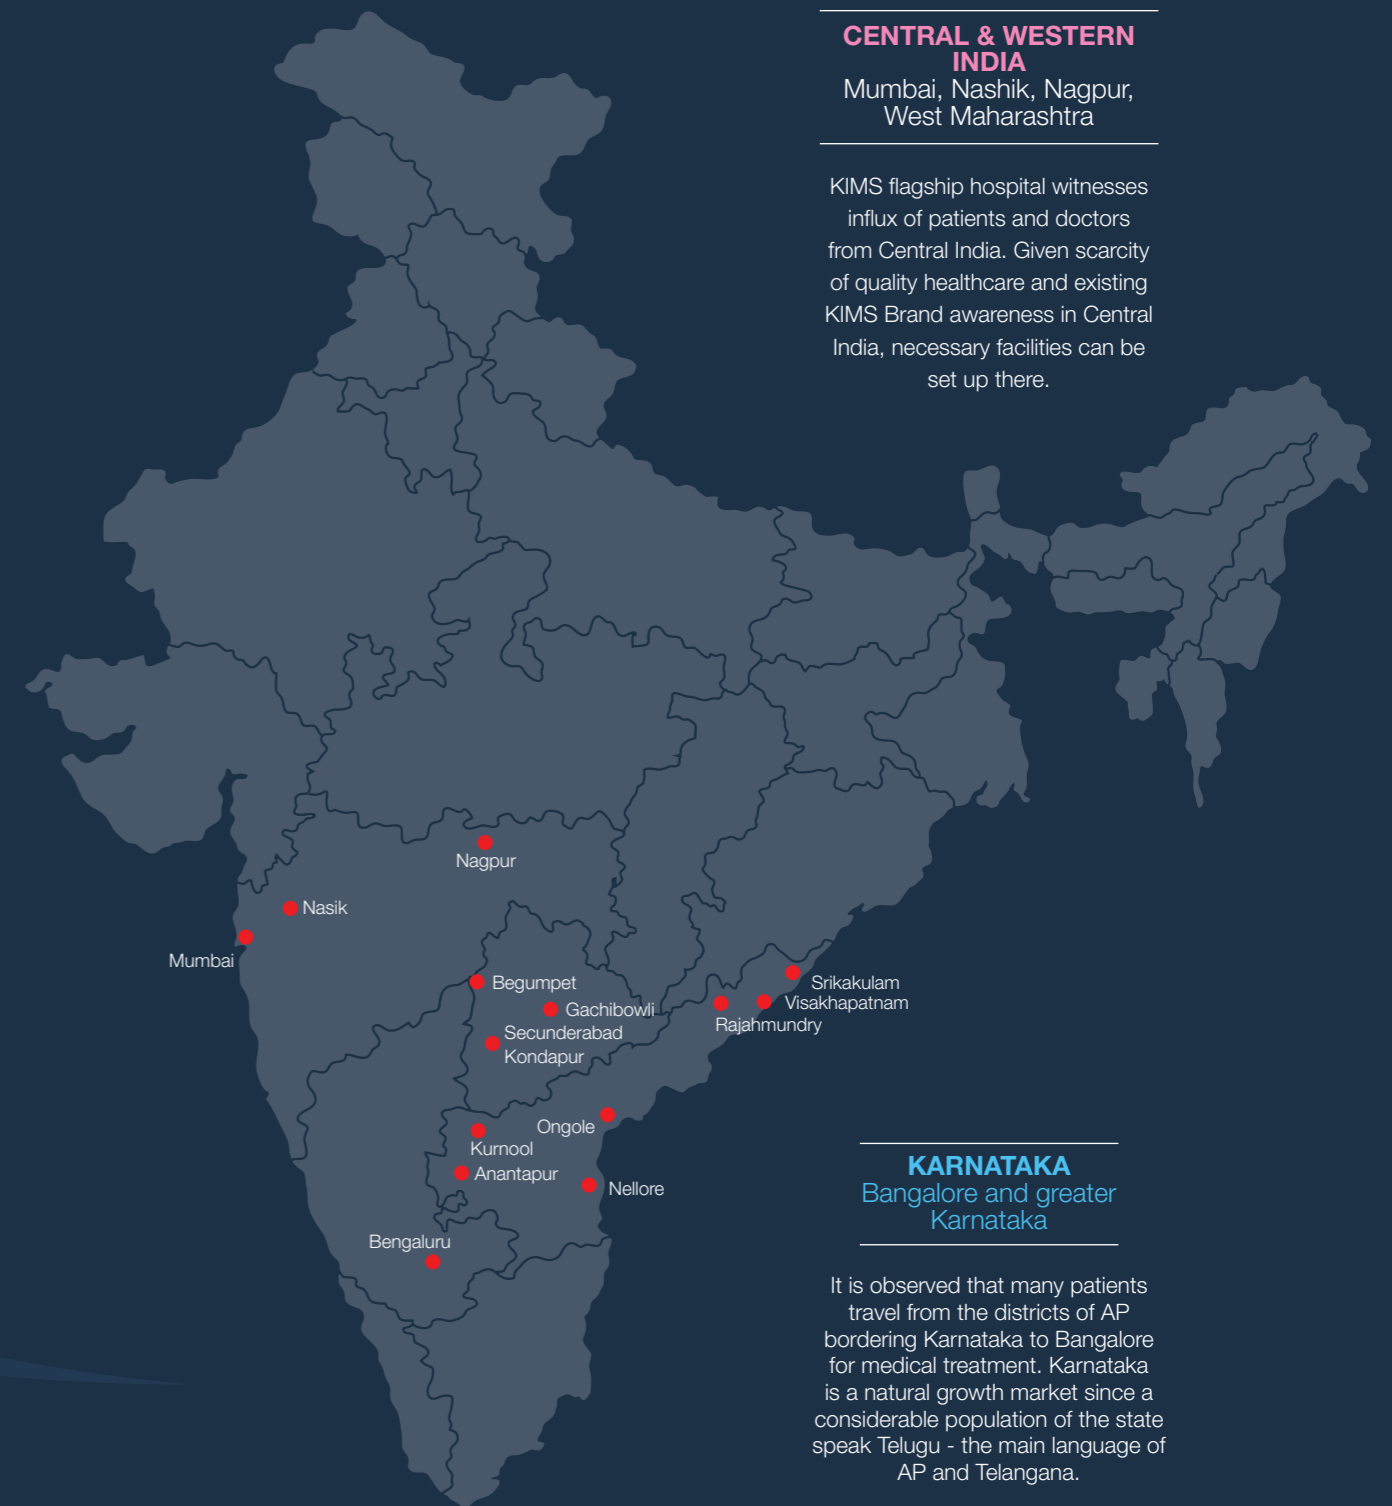 CENTRAL & WESTERN
INDIA
Mumbai, Nashik, Nagpur,
West Maharashtra
KIMS flagship hospital witnesses
influx of patients and doctors
from Central India. Given scarcity
of quality healthcare and existing
KIMS Brand awareness in Central
India, necessary facilities can be
set up there.
Nagpur
Nasik
Mumbai
Begumpet
Gachibowli
Secunderabad
Kondapur
Srikakulam
Visakhapatnam
Rajahmundry
Ongole
Kurnool
Anantapur
Nellore
Bengaluru
KARNATAKA
Bangalore and greater
Karnataka
It is observed that many patients
travel from the districts of AP
bordering Karnataka to Bangalore
for medical treatment. Karnataka
is a natural growth market since a
considerable population of the state
speak Telugu - the main language of
AP and Telangana.